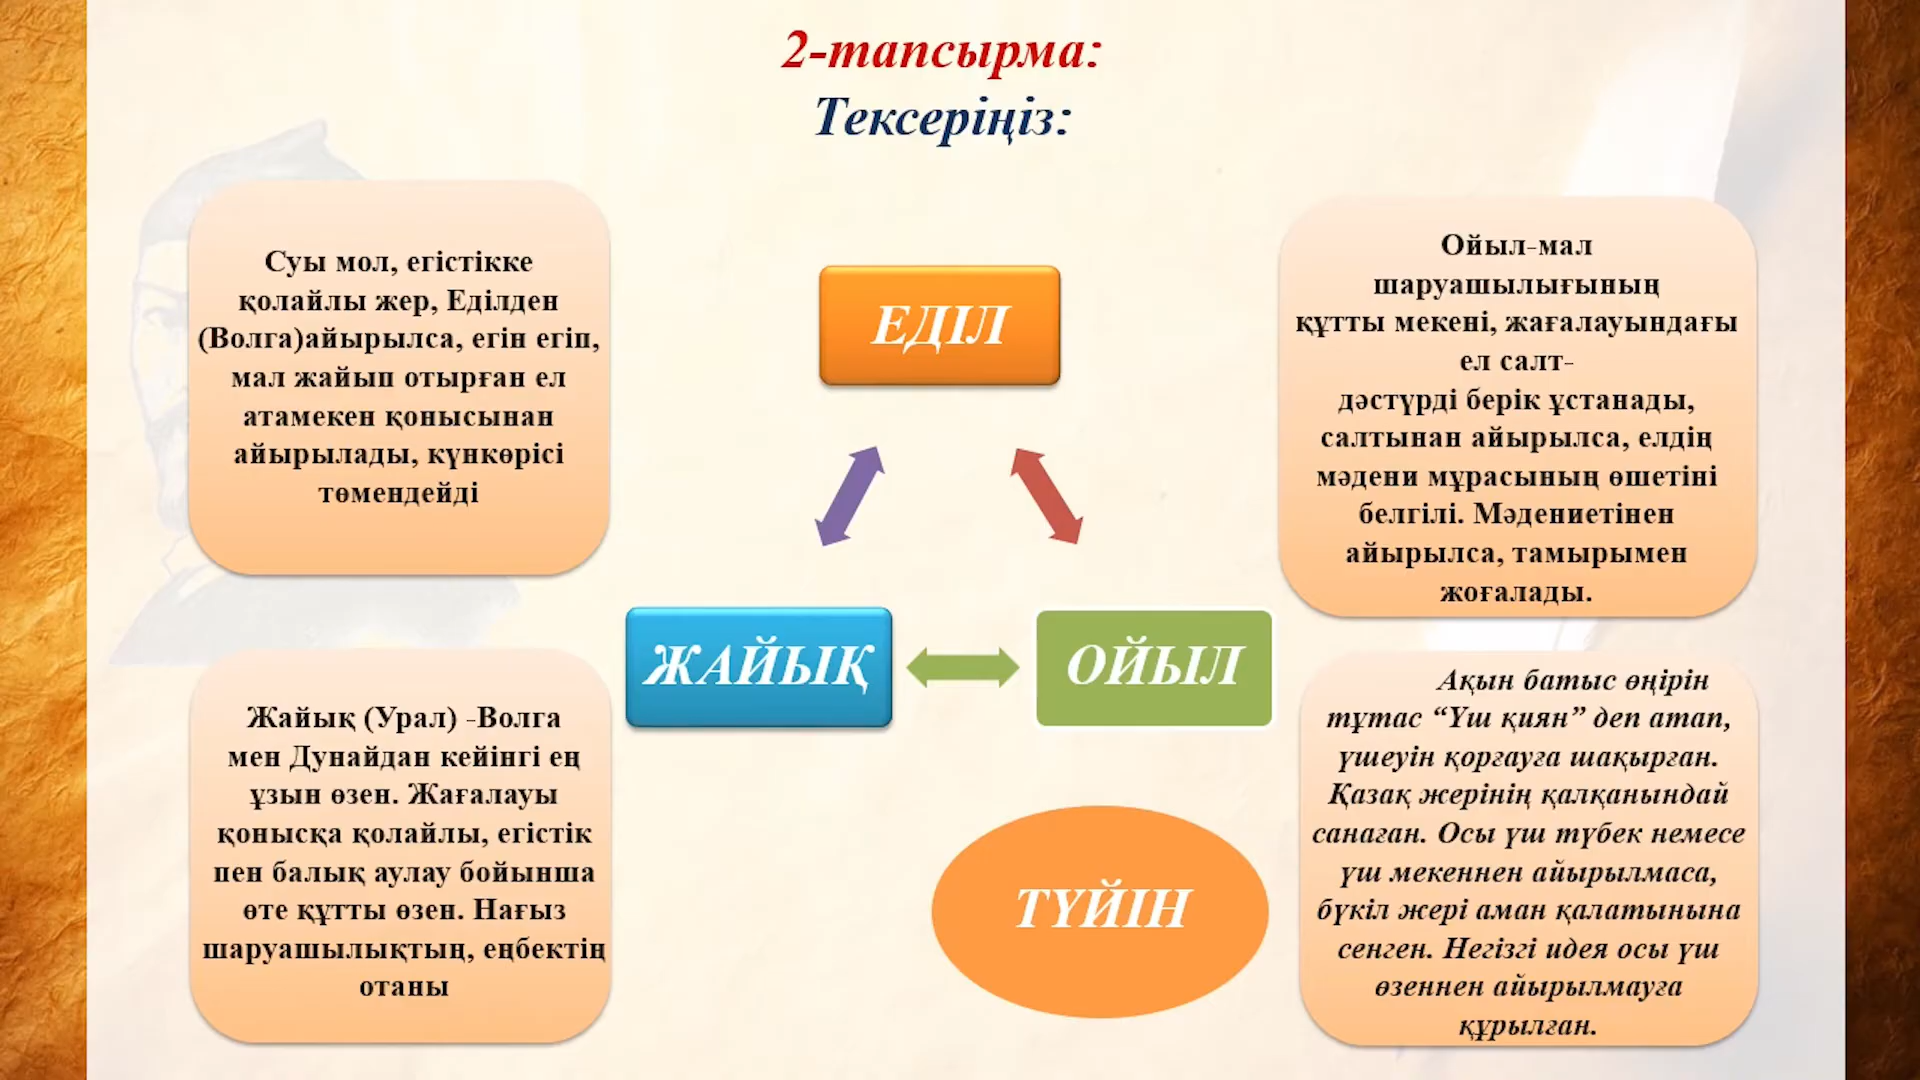 2-тапсырма:
Тексеріңіз:
Суы мол, егістікке
қолайлы жер, Еділден
(Волга)айырылса, егін егіп,
мал жайып отырған ел
атамекен қонысынан
айырылады, күнкөрісі
төмендейді
ЕДІЛ
Ойыл-мал
шаруашылығының
құтты мекені, жағалауындағы
ел салт-
дәстүрді берік ұстанады,
салтынан айырылса, елдің
мәдени мұрасының өшетіні
белгілі. Мәдениетінен
айырылса, тамырымен
жоғалады.
ЖАЙЫҚ
ОЙЫЛ
Жайық (Урал) -Волга
мен Дунайдан кейінгі ең
ұзын өзен. Жағалауы
қонысқа қолайлы, егістік
пен балық аулау бойынша
өте құтты өзен. Нағыз
шаруашылықтың, еңбектің
отаны
ТҮЙІН
Ақын батыс өңірін
тұтас “Үш қиян” деп атап,
үшеуін қорғауға шақырған.
Қазақ жерінің қалқанындай
санаған. Осы үш түбек немесе
үш мекеннен айырылмаса,
бүкіл жері аман қалатынына
сенген. Негізгі идея осы үш
өзеннен айырылмауға
құрылған.